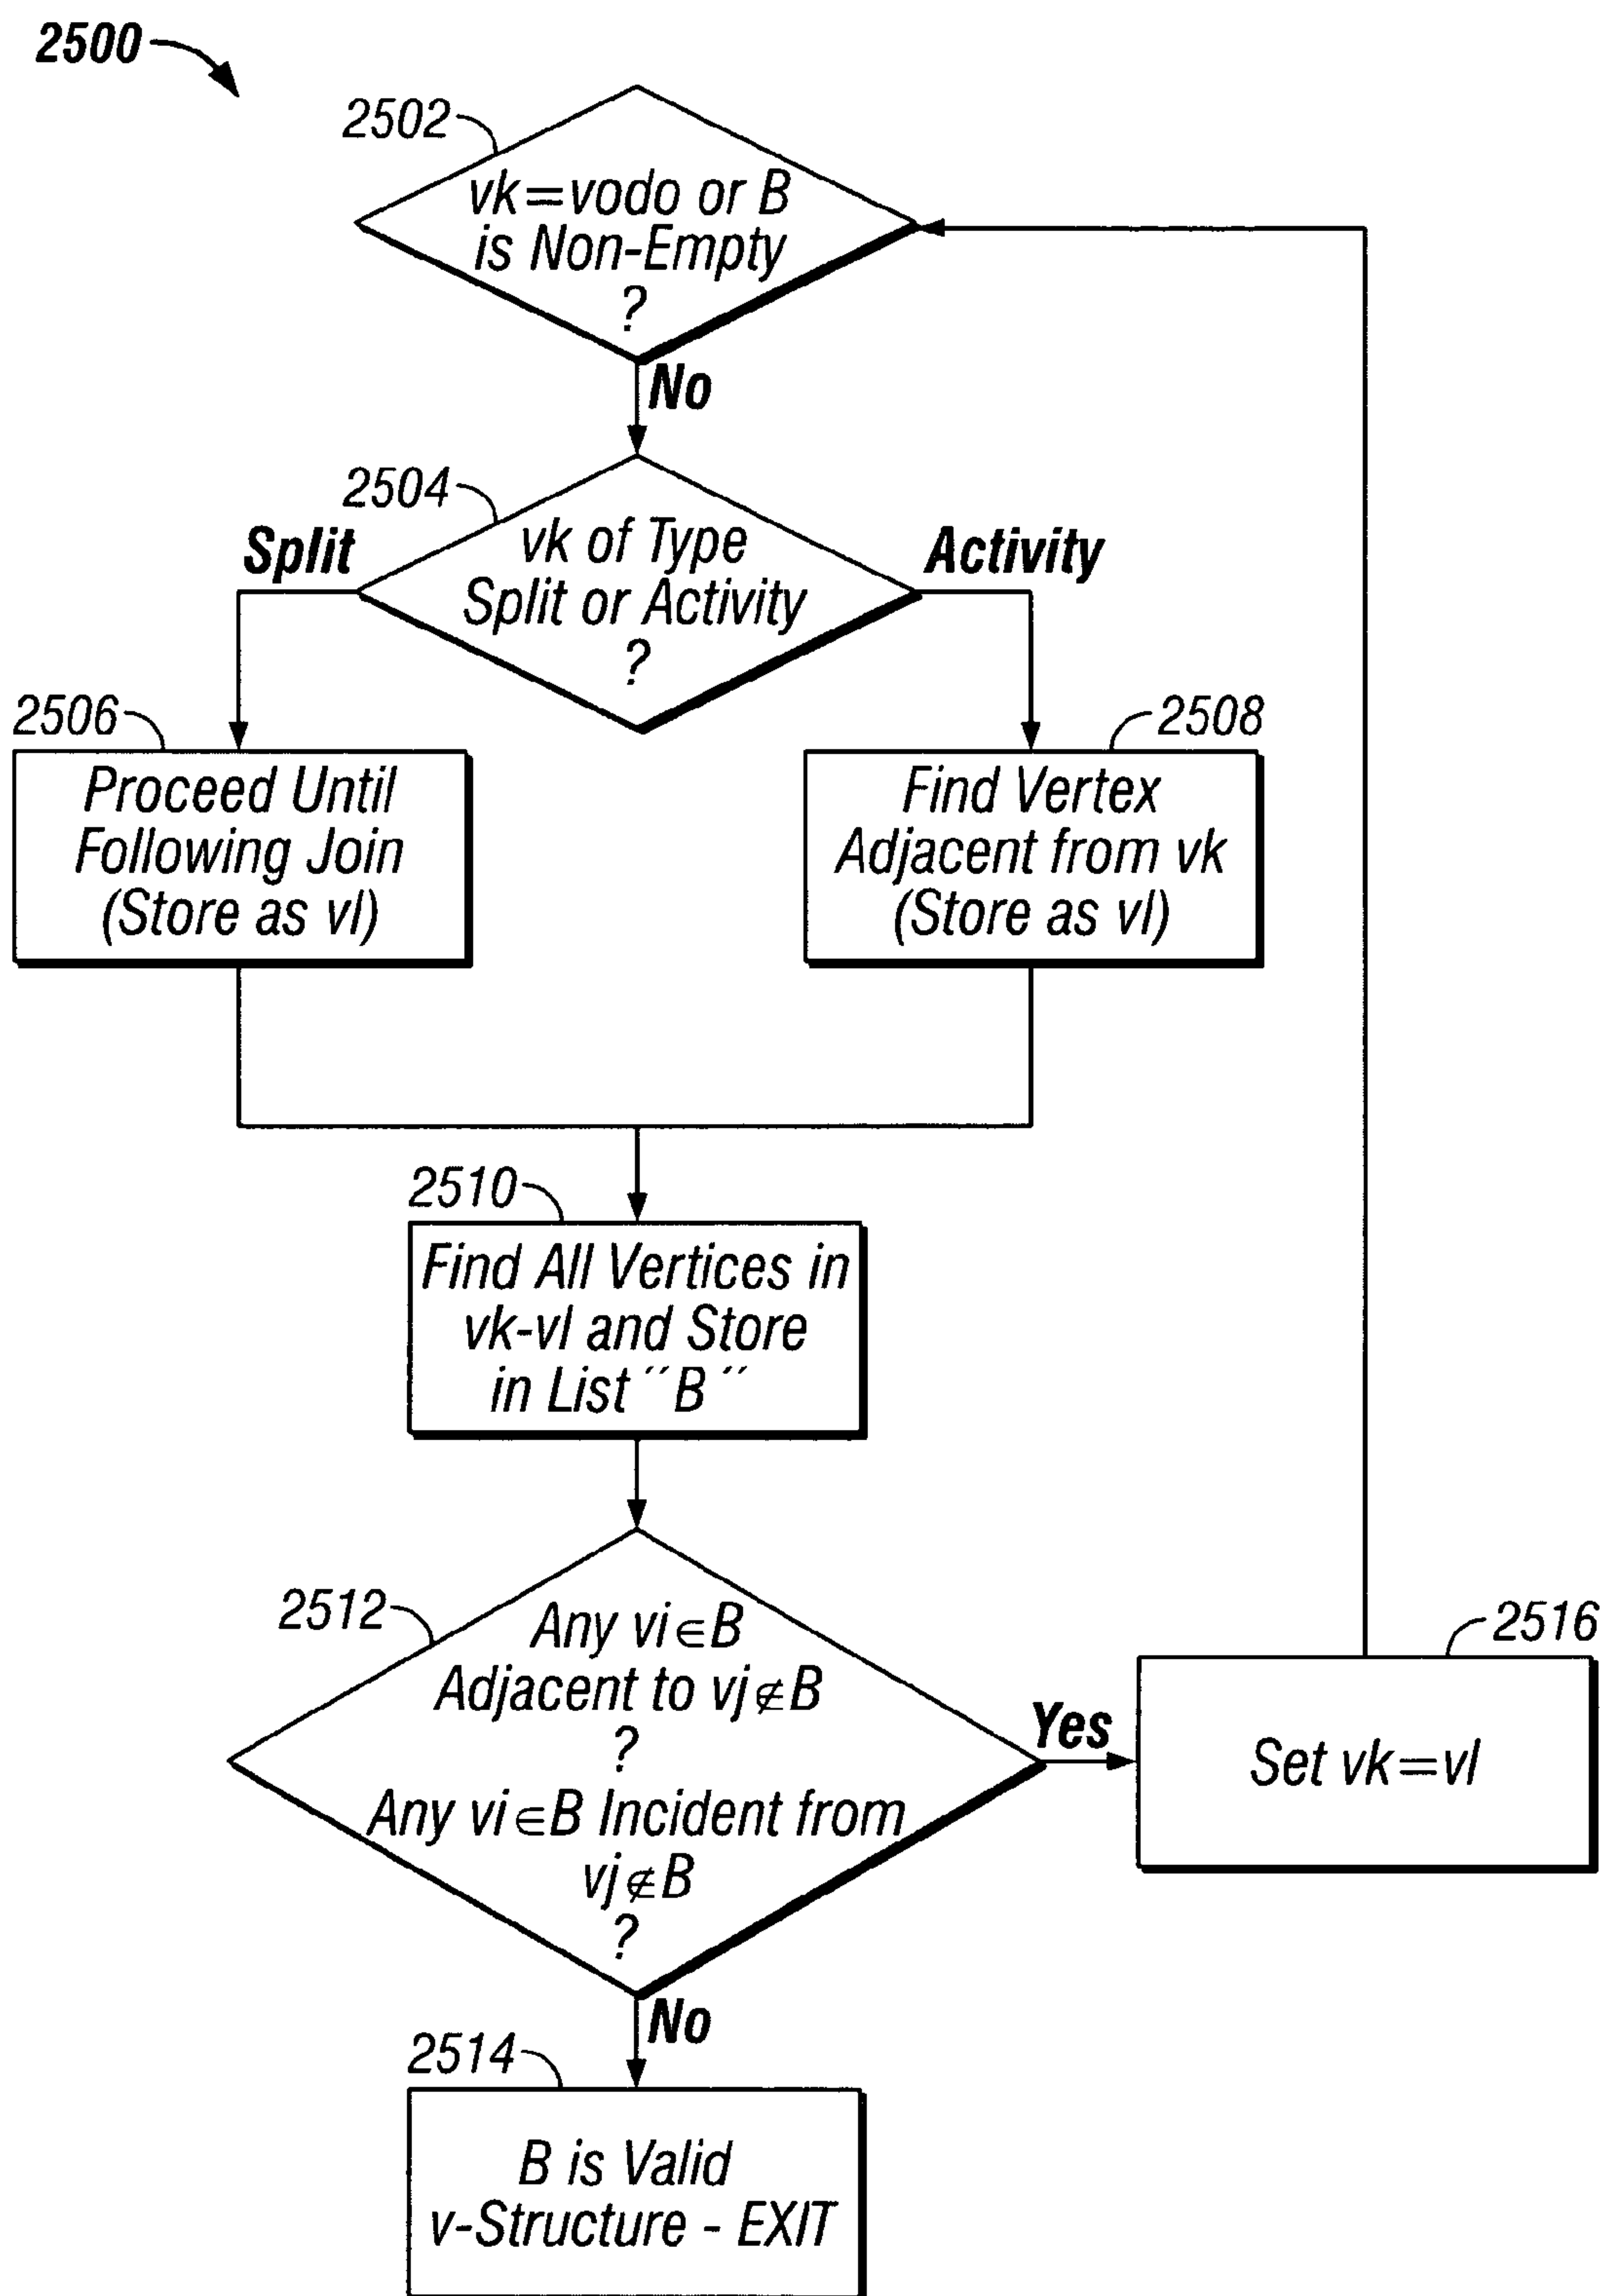 2500
2502
vk=vodo or B
is Non-Empty
?
No
2504
vk of Type
Split or Activity
?
Split
Activity
2506
Proceed Until
Following Join
(Store as vl)
2508
Find Vertex
Adjacent from vk
(Store as vl)
2510
Find All Vertices in
vk-vl and Store
in List ˝B˝
2512
Any vi∈B
Adjacent to vj∉B
?
Any vi∈B Incident from
vj∉B
?
Yes
2516
Set vk=vl
No
2514
B is Valid
v-Structure - EXIT